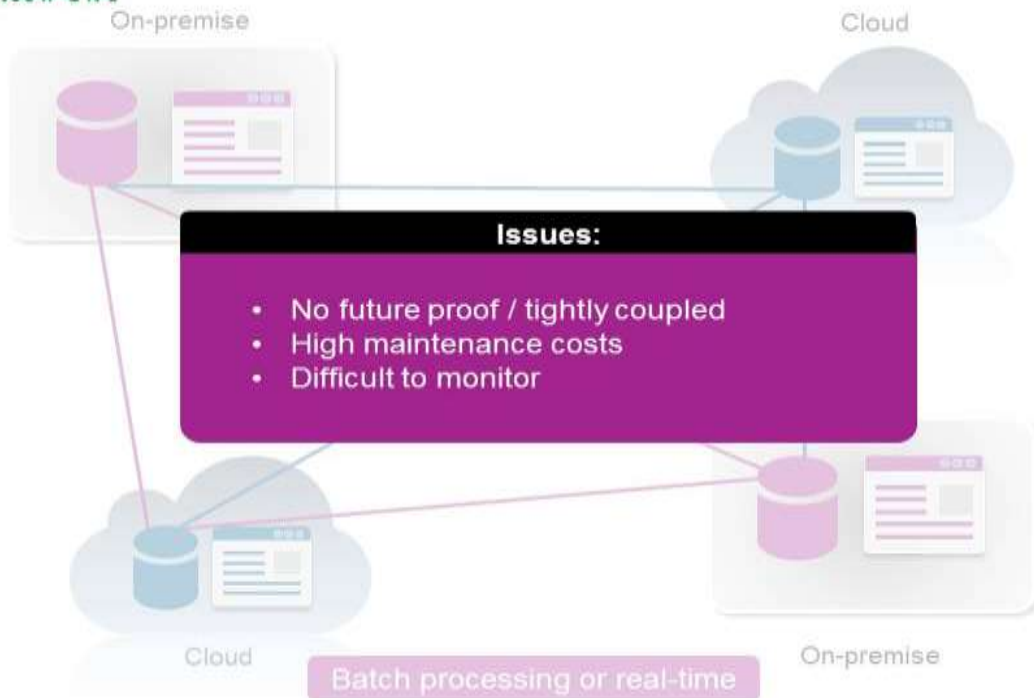 On-premise
Cloud
Issues:
• No future proof / tightly coupled
• High maintenance costs
• Difficult to monitor
Cloud
On-premise
Batch processing or real-time